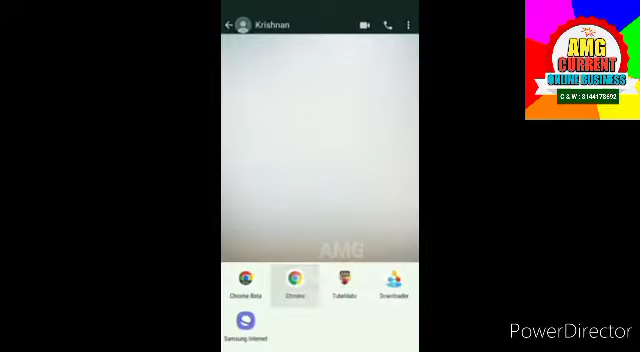 Krishnan
AMG
CURRENT
ONLINE BUSINESS
C & W : 8144178692
AMG
Chrome Beta
Chrome
TubeMate
Downloader
Samsung Internet
PowerDirector